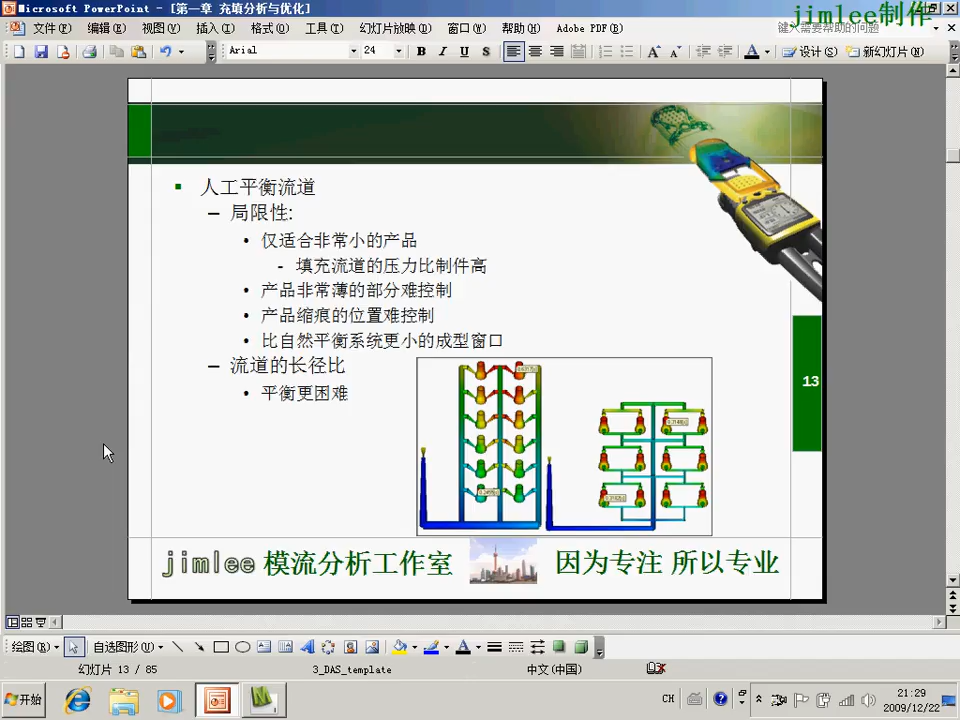 Microsoft PowerPoint - [第一章 充填分析与优化]
jimlee制作
文件(F) 编辑(E) 视图(V) 插入(I) 格式(O) 工具(T) 幻灯片放映(D) 窗口(W) 帮助(H) Adobe PDF(B) 键入需要帮助的问题
Arial 24 B I U S A A A 设计(S) 新幻灯片(N)
人工平衡流道
– 局限性:
• 仅适合非常小的产品
- 填充流道的压力比制件高
• 产品非常薄的部分难控制
• 产品缩痕的位置难控制
• 比自然平衡系统更小的成型窗口
– 流道的长径比
• 平衡更困难
13
jimlee 模流分析工作室 因为专注 所以专业
绘图(R) 自选图形(U)
幻灯片 13 / 85 3_DAS_template 中文(中国)
开始 CH 21:29
2009/12/22